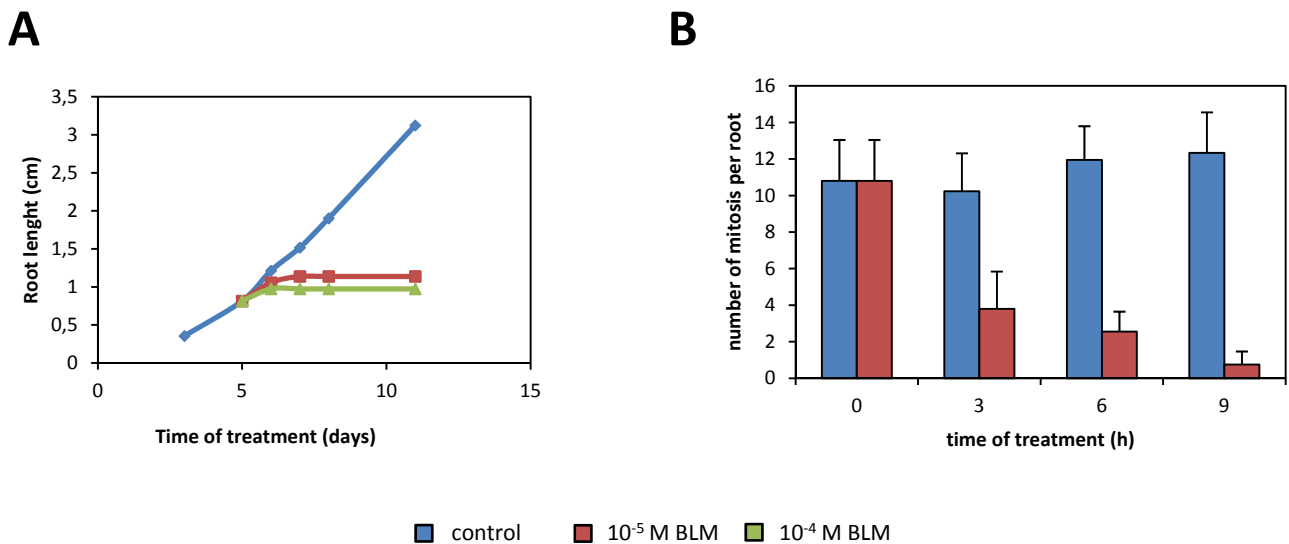 A
B
3,5
3
2,5
2
1,5
1
0,5
0
0 5 10 15
Root lenght (cm)
Time of treatment (days)
16
14
12
10
8
6
4
2
0
0 3 6 9
number of mitosis per root
time of treatment (h)
control 10⁻⁵ M BLM 10⁻⁴ M BLM